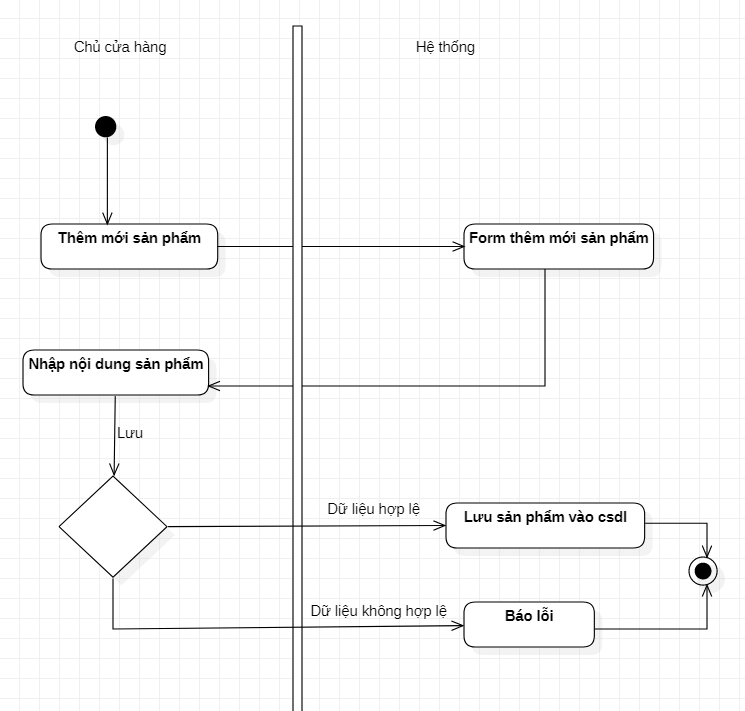 Chủ cửa hàng
Hệ thống
Thêm mới sản phẩm
Form thêm mới sản phẩm
Nhập nội dung sản phẩm
Lưu
Dữ liệu hợp lệ
Lưu sản phẩm vào csdl
Dữ liệu không hợp lệ
Báo lỗi